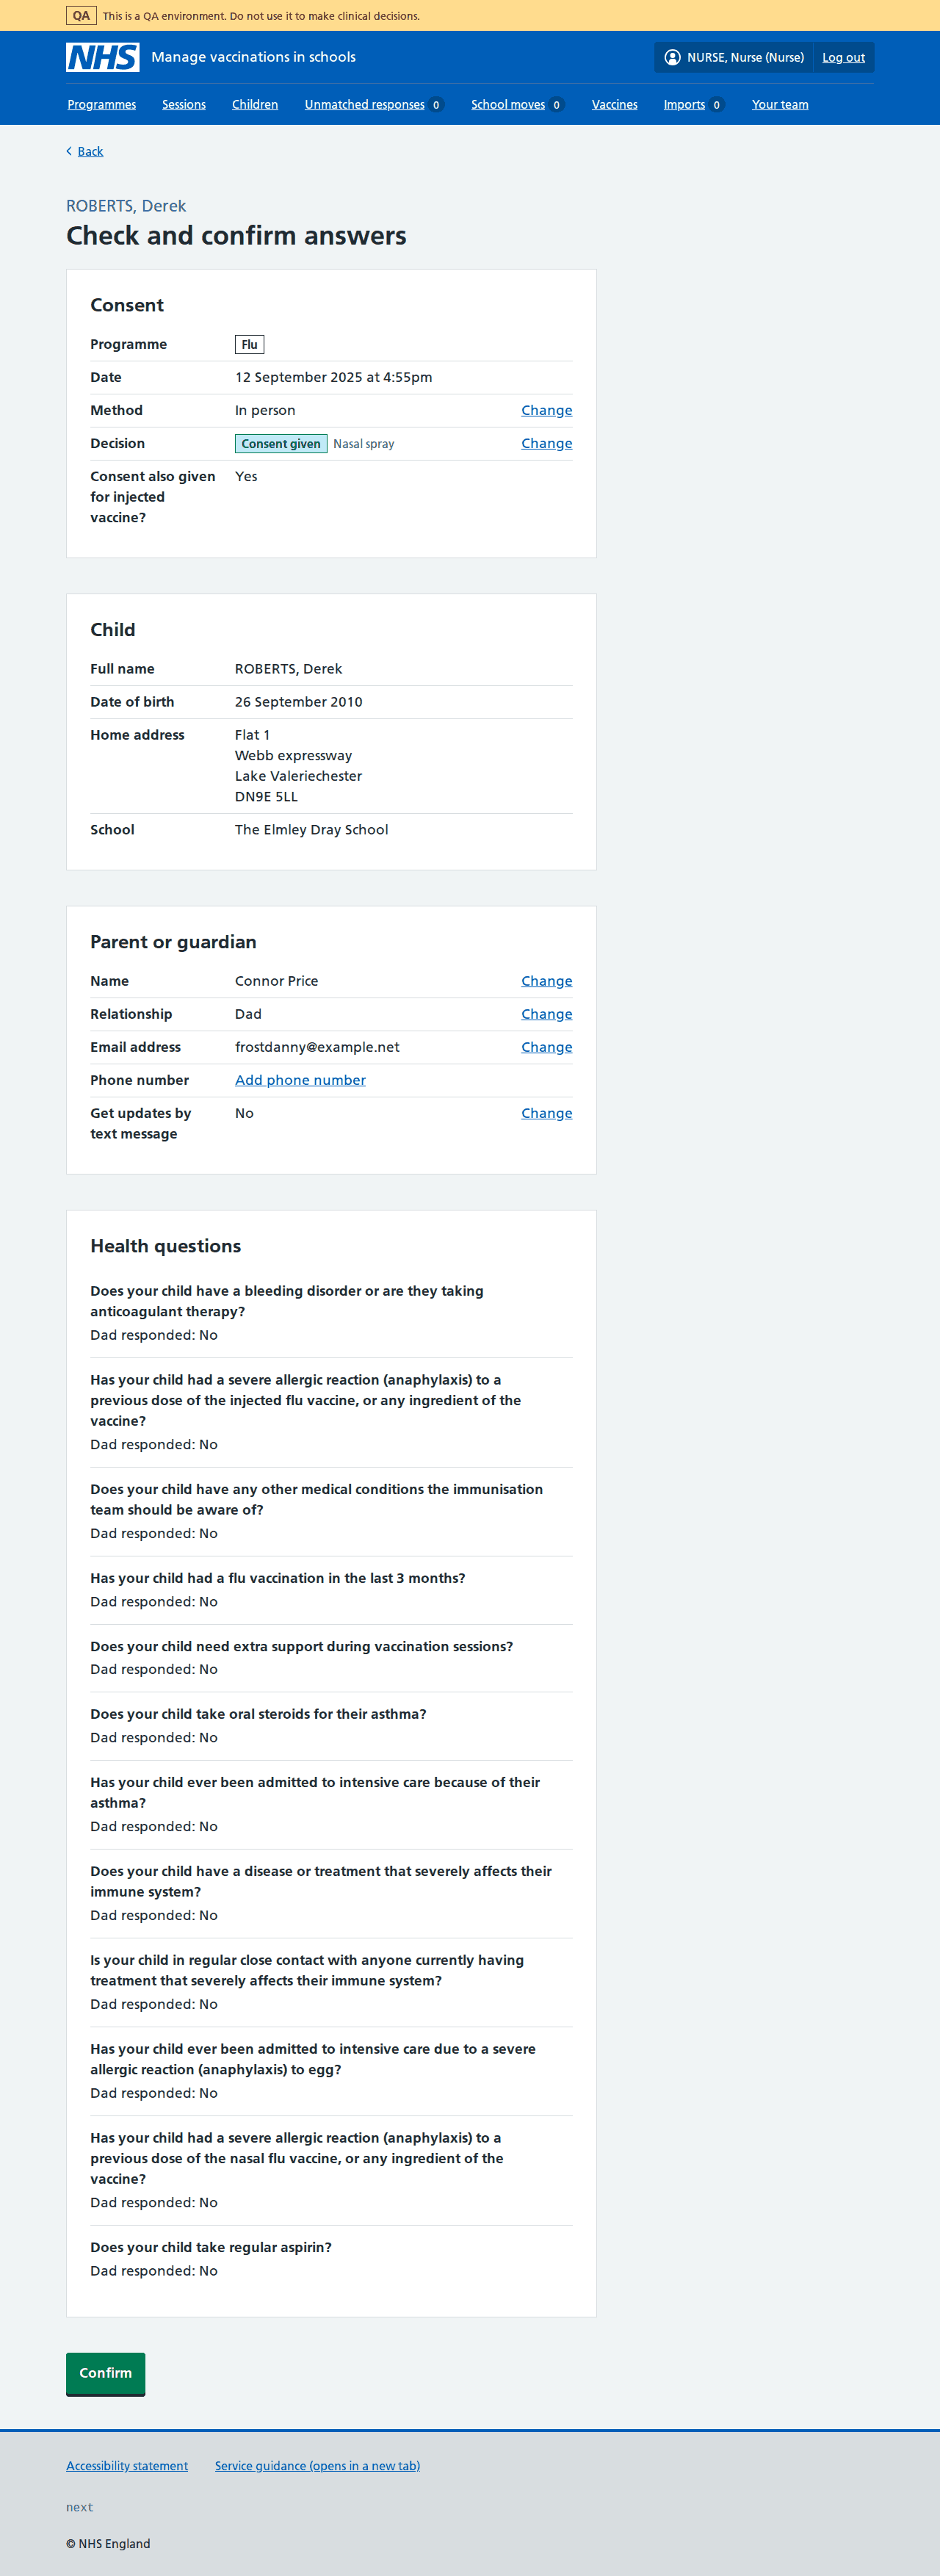 QA This is a QA environment. Do not use it to make clinical decisions.
NHS Manage vaccinations in schools NURSE, Nurse (Nurse) Log out
Programmes Sessions Children Unmatched responses 0 School moves 0 Vaccines Imports 0 Your team
Back
ROBERTS, Derek
Check and confirm answers
Consent
Programme Flu
Date 12 September 2025 at 4:55pm
Method In person Change
Decision Consent given Nasal spray Change
Consent also given Yes
for injected
vaccine?
Child
Full name ROBERTS, Derek
Date of birth 26 September 2010
Home address Flat 1
Webb expressway
Lake Valeriechester
DN9E 5LL
School The Elmley Dray School
Parent or guardian
Name Connor Price Change
Relationship Dad Change
Email address frostdanny@example.net Change
Phone number Add phone number
Get updates by No Change
text message
Health questions
Does your child have a bleeding disorder or are they taking
anticoagulant therapy?
Dad responded: No
Has your child had a severe allergic reaction (anaphylaxis) to a
previous dose of the injected flu vaccine, or any ingredient of the
vaccine?
Dad responded: No
Does your child have any other medical conditions the immunisation
team should be aware of?
Dad responded: No
Has your child had a flu vaccination in the last 3 months?
Dad responded: No
Does your child need extra support during vaccination sessions?
Dad responded: No
Does your child take oral steroids for their asthma?
Dad responded: No
Has your child ever been admitted to intensive care because of their
asthma?
Dad responded: No
Does your child have a disease or treatment that severely affects their
immune system?
Dad responded: No
Is your child in regular close contact with anyone currently having
treatment that severely affects their immune system?
Dad responded: No
Has your child ever been admitted to intensive care due to a severe
allergic reaction (anaphylaxis) to egg?
Dad responded: No
Has your child had a severe allergic reaction (anaphylaxis) to a
previous dose of the nasal flu vaccine, or any ingredient of the
vaccine?
Dad responded: No
Does your child take regular aspirin?
Dad responded: No
Confirm
Accessibility statement Service guidance (opens in a new tab)
next
© NHS England